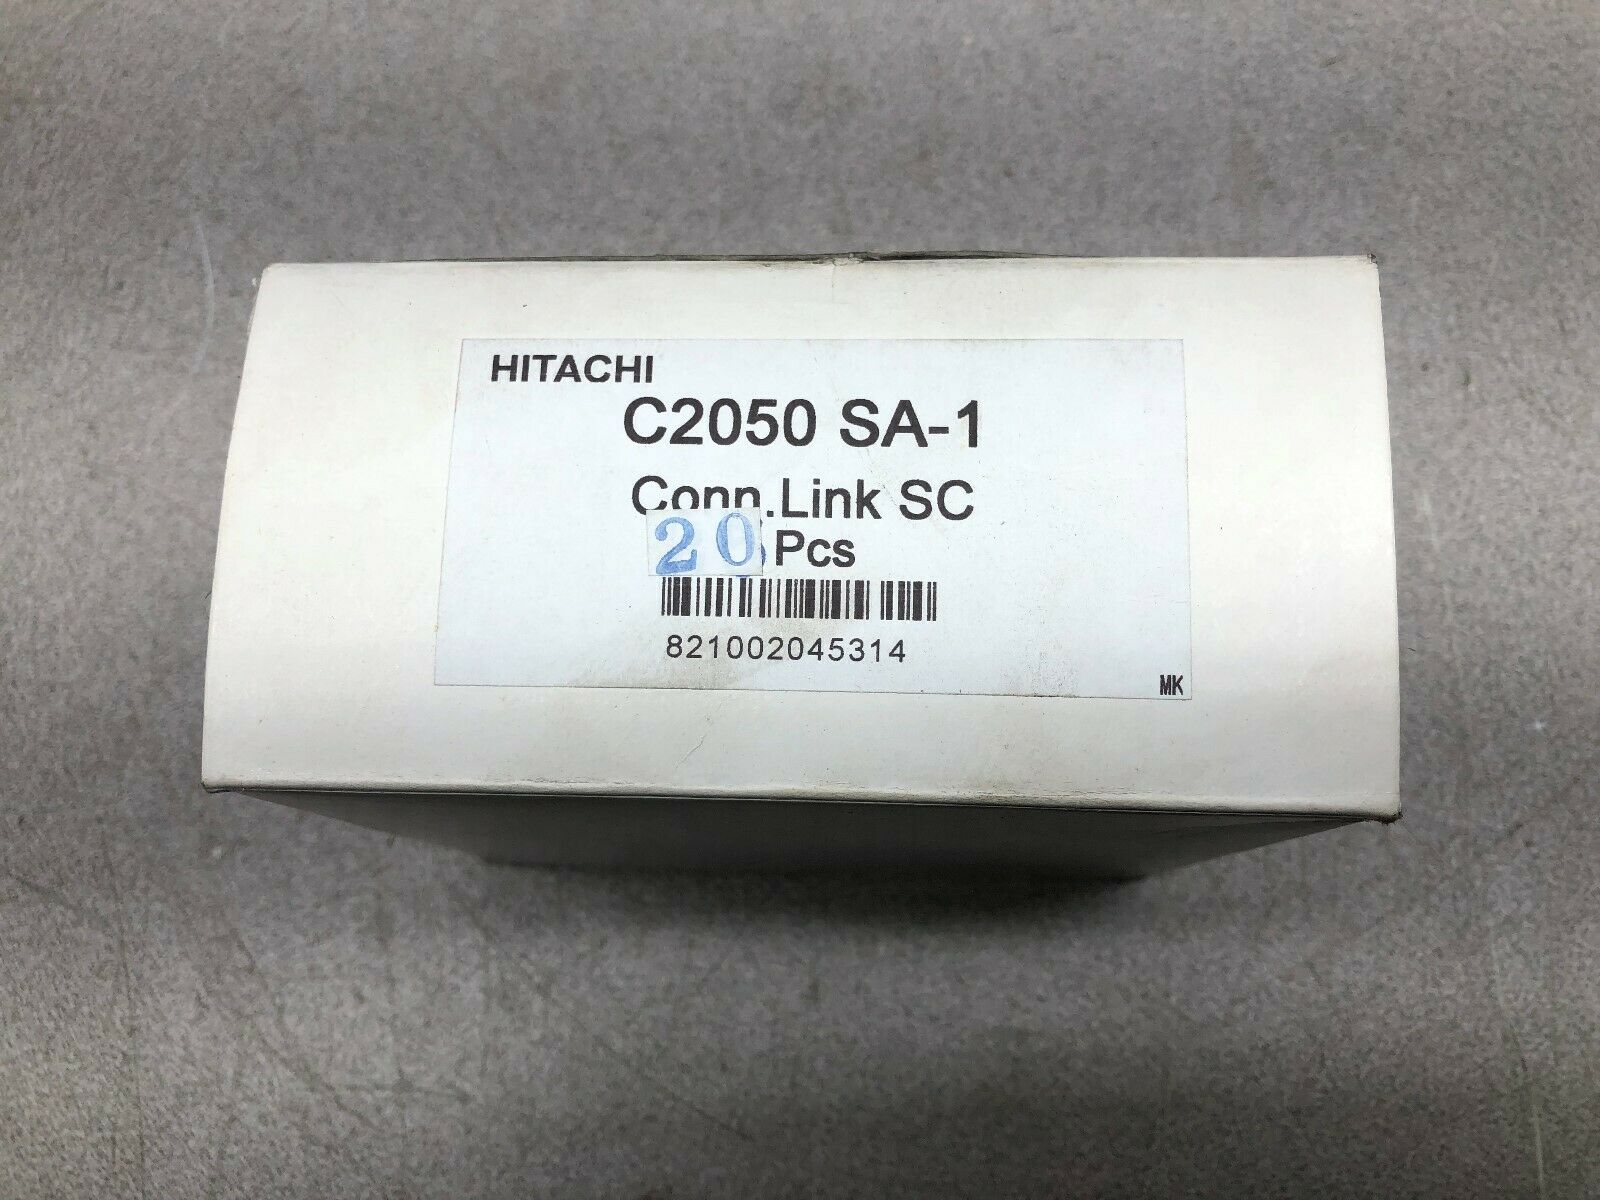 HITACHI
C2050 SA-1
Conn.Link SC
20 Pcs
821002045314
MK